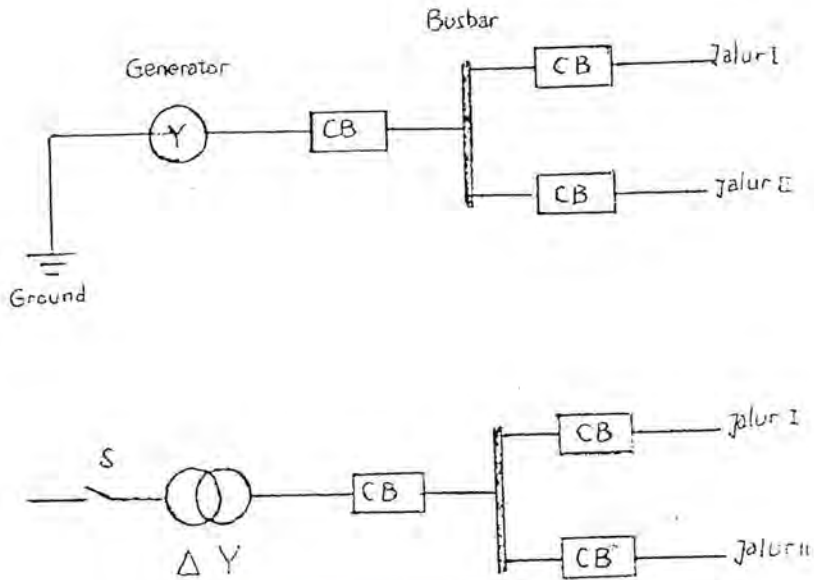 Busbar
Generator
CB
Jalur I
Y
CB
CB
Jalur II
Ground
S
CB
Jalur I
CB
Δ Y
CB
Jalur II